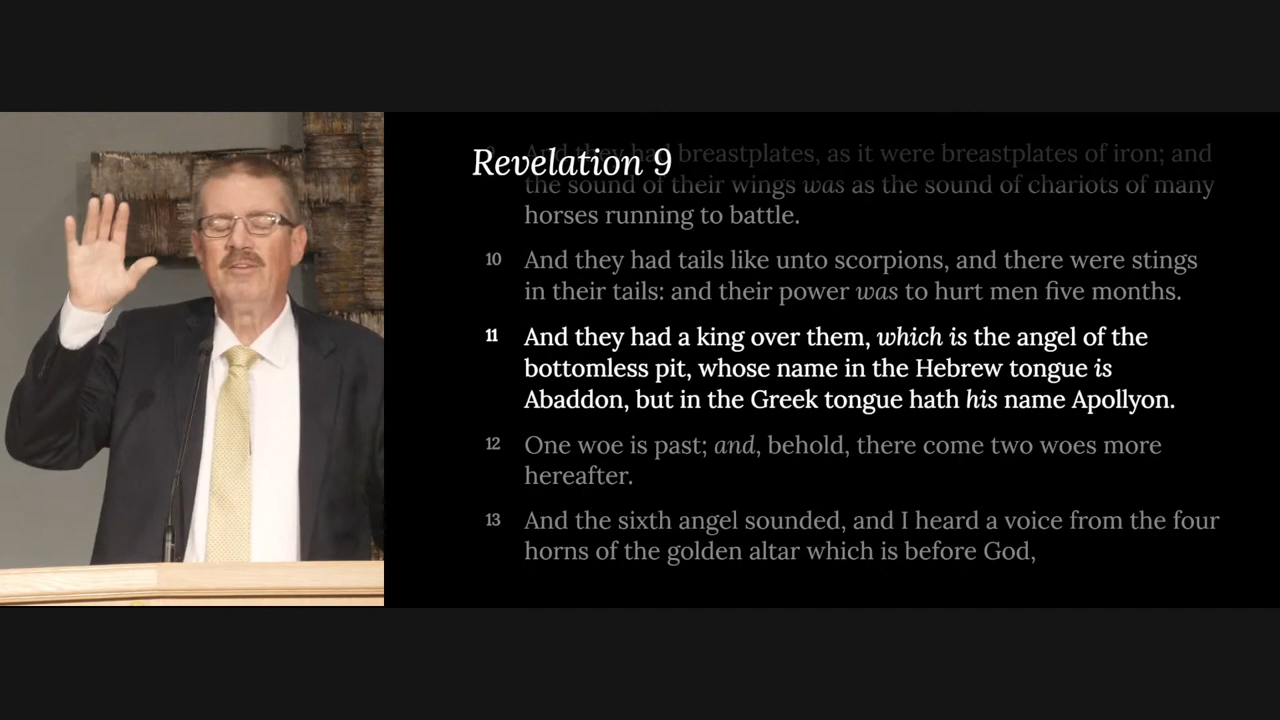 Revelation 9
And they had breastplates, as it were breastplates of iron; and
the sound of their wings was as the sound of chariots of many
horses running to battle.
10 And they had tails like unto scorpions, and there were stings
in their tails: and their power was to hurt men five months.
11 And they had a king over them, which is the angel of the
bottomless pit, whose name in the Hebrew tongue is
Abaddon, but in the Greek tongue hath his name Apollyon.
12 One woe is past; and, behold, there come two woes more
hereafter.
13 And the sixth angel sounded, and I heard a voice from the four
horns of the golden altar which is before God,